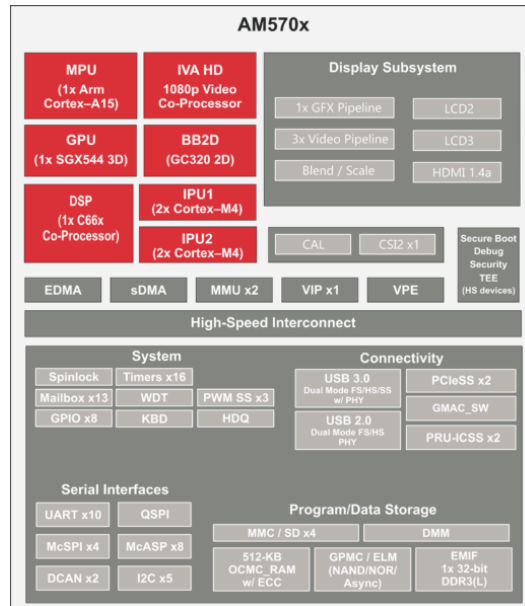 AM570x
MPU
(1x Arm
Cortex–A15)
IVA HD
1080p Video
Co-Processor
GPU
(1x SGX544 3D)
BB2D
(GC320 2D)
DSP
(1x C66x
Co-Processor)
IPU1
(2x Cortex–M4)
IPU2
(2x Cortex–M4)
Display Subsystem
1x GFX Pipeline
LCD2
3x Video Pipeline
LCD3
Blend / Scale
HDMI 1.4a
CAL
CSI2 x1
Secure Boot
Debug
Security
TEE
(HS devices)
EDMA
sDMA
MMU x2
VIP x1
VPE
High-Speed Interconnect
System
Spinlock
Timers x16
Mailbox x13
WDT
PWM SS x3
GPIO x8
KBD
HDQ
Connectivity
USB 3.0
Dual Mode FS/HS/SS
w/ PHY
USB 2.0
Dual Mode FS/HS
PHY
PCIeSS x2
GMAC_SW
PRU-ICSS x2
Serial Interfaces
UART x10
QSPI
McSPI x4
McASP x8
DCAN x2
I2C x5
Program/Data Storage
MMC / SD x4
DMM
512-KB
OCMC_RAM
w/ ECC
GPMC / ELM
(NAND/NOR/
Async)
EMIF
1x 32-bit
DDR3(L)